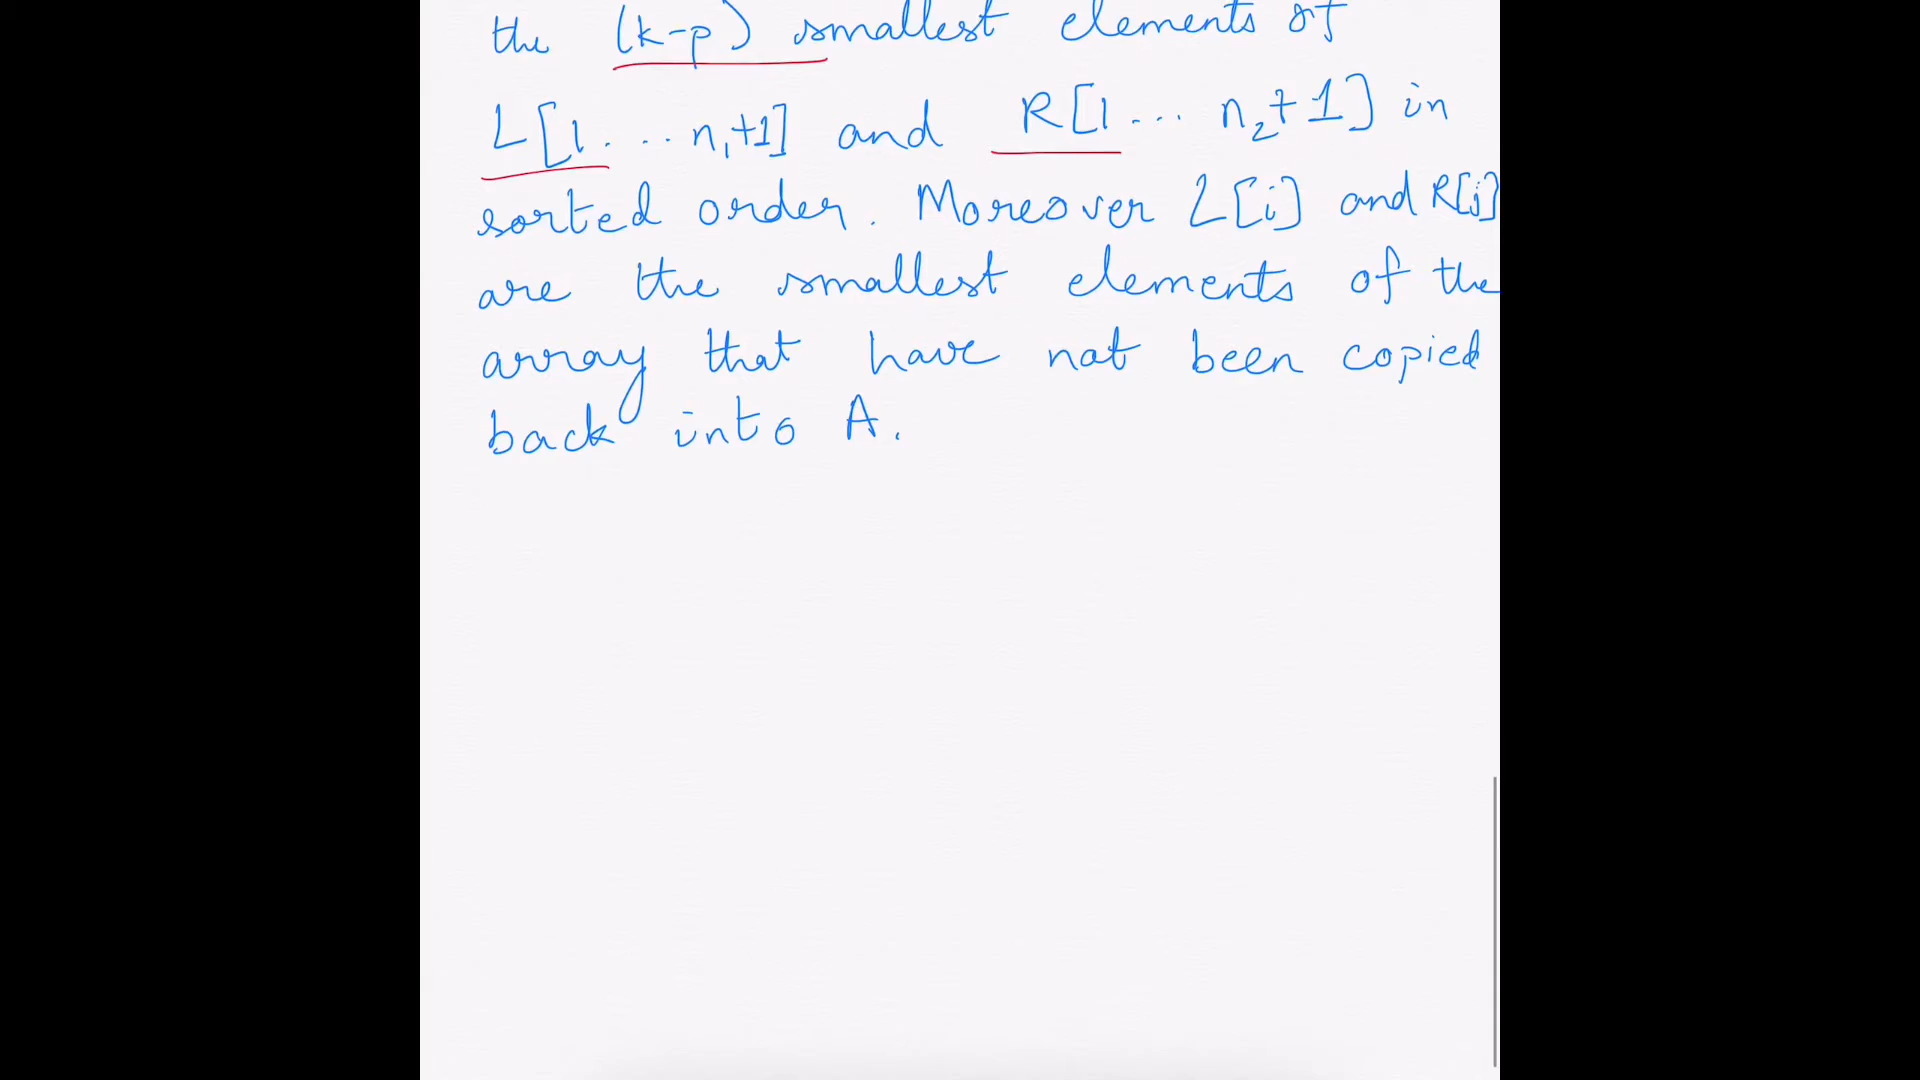 the (k-p) smallest elements of
L[1... n₁+1] and R[1... n₂+1] in
sorted order. Moreover L[i] and R[j]
are the smallest elements of the
array that have not been copied
back into A.